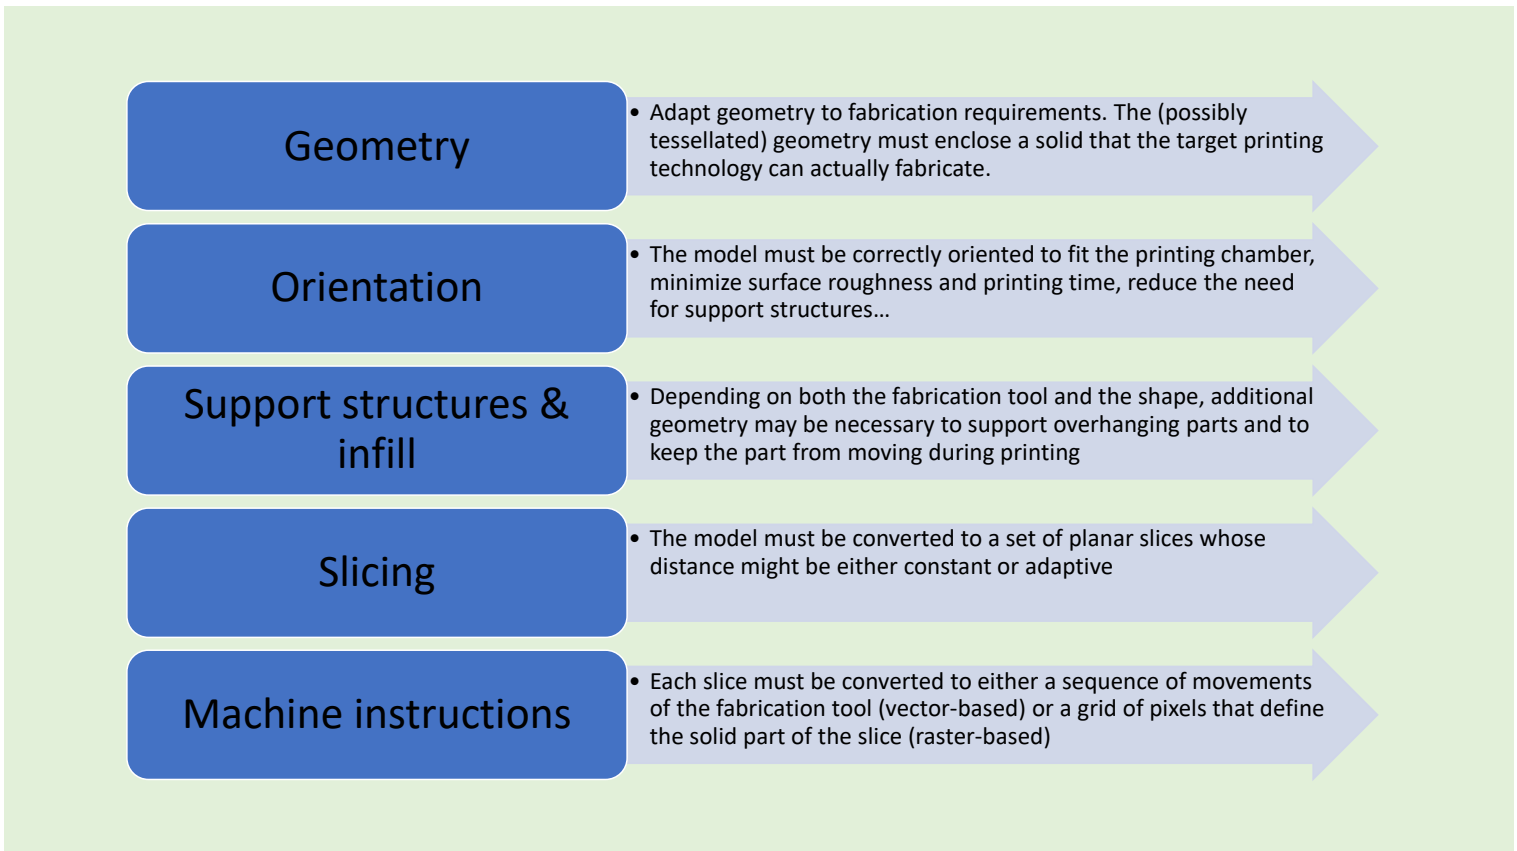 Geometry
• Adapt geometry to fabrication requirements. The (possibly
tessellated) geometry must enclose a solid that the target printing
technology can actually fabricate.
Orientation
• The model must be correctly oriented to fit the printing chamber,
minimize surface roughness and printing time, reduce the need
for support structures…
Support structures &
infill
• Depending on both the fabrication tool and the shape, additional
geometry may be necessary to support overhanging parts and to
keep the part from moving during printing
Slicing
• The model must be converted to a set of planar slices whose
distance might be either constant or adaptive
Machine instructions
• Each slice must be converted to either a sequence of movements
of the fabrication tool (vector-based) or a grid of pixels that define
the solid part of the slice (raster-based)